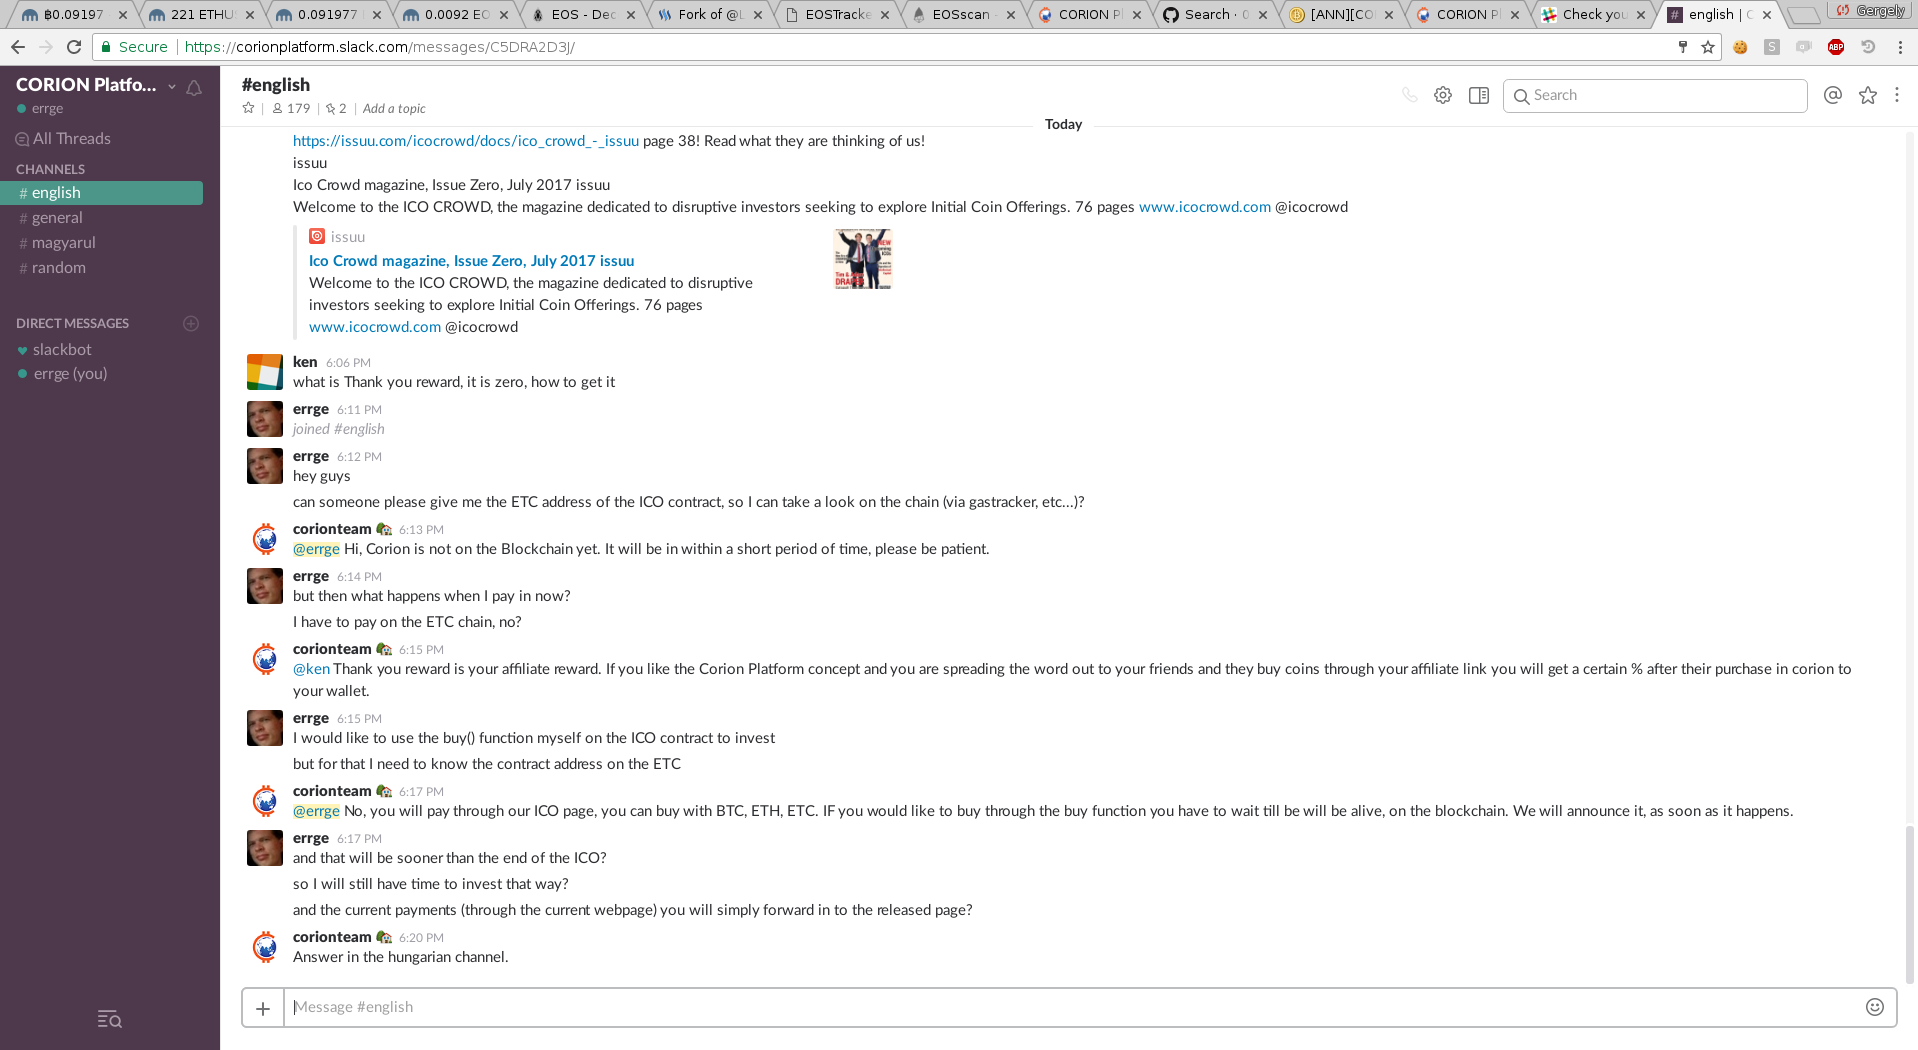 ฿0.09197
221 ETHU
0.091977
0.0092 EO
EOS - Dec
Fork of @L
EOSTracke
EOSscan -
CORION Pl
Search · 
[ANN][CO
CORION Pl
Check you
english | C
Gergely
Secure
https://corionplatform.slack.com/messages/C5DRA2D3J/
ABP
CORION Platfo...
errge
All Threads
CHANNELS
# english
# general
# magyarul
# random
DIRECT MESSAGES
slackbot
errge (you)
#english
179
2
Add a topic
Search
Today
https://issuu.com/icocrowd/docs/ico_crowd_-_issuu page 38! Read what they are thinking of us!
issuu
Ico Crowd magazine, Issue Zero, July 2017 issuu
Welcome to the ICO CROWD, the magazine dedicated to disruptive investors seeking to explore Initial Coin Offerings. 76 pages www.icocrowd.com @icocrowd
issuu
Ico Crowd magazine, Issue Zero, July 2017 issuu
Welcome to the ICO CROWD, the magazine dedicated to disruptive
investors seeking to explore Initial Coin Offerings. 76 pages
www.icocrowd.com @icocrowd
ken 6:06 PM
what is Thank you reward, it is zero, how to get it
errge 6:11 PM
joined #english
errge 6:12 PM
hey guys
can someone please give me the ETC address of the ICO contract, so I can take a look on the chain (via gastracker, etc...)?
corionteam 6:13 PM
@errge Hi, Corion is not on the Blockchain yet. It will be in within a short period of time, please be patient.
errge 6:14 PM
but then what happens when I pay in now?
I have to pay on the ETC chain, no?
corionteam 6:15 PM
@ken Thank you reward is your affiliate reward. If you like the Corion Platform concept and you are spreading the word out to your friends and they buy coins through your affiliate link you will get a certain % after their purchase in corion to
your wallet.
errge 6:15 PM
I would like to use the buy() function myself on the ICO contract to invest
but for that I need to know the contract address on the ETC
corionteam 6:17 PM
@errge No, you will pay through our ICO page, you can buy with BTC, ETH, ETC. IF you would like to buy through the buy function you have to wait till be will be alive, on the blockchain. We will announce it, as soon as it happens.
errge 6:17 PM
and that will be sooner than the end of the ICO?
so I will still have time to invest that way?
and the current payments (through the current webpage) you will simply forward in to the released page?
corionteam 6:20 PM
Answer in the hungarian channel.
Message #english